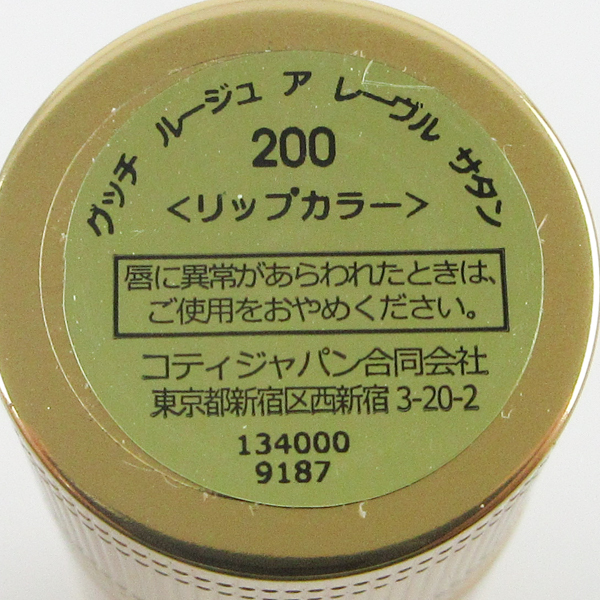 グッチ ルージュ ア レーヴル サタン
200
<リップカラー>
唇に異常があらわれたときは、
ご使用をおやめください。
コティジャパン合同会社
東京都新宿区西新宿 3-20-2
134000
9187